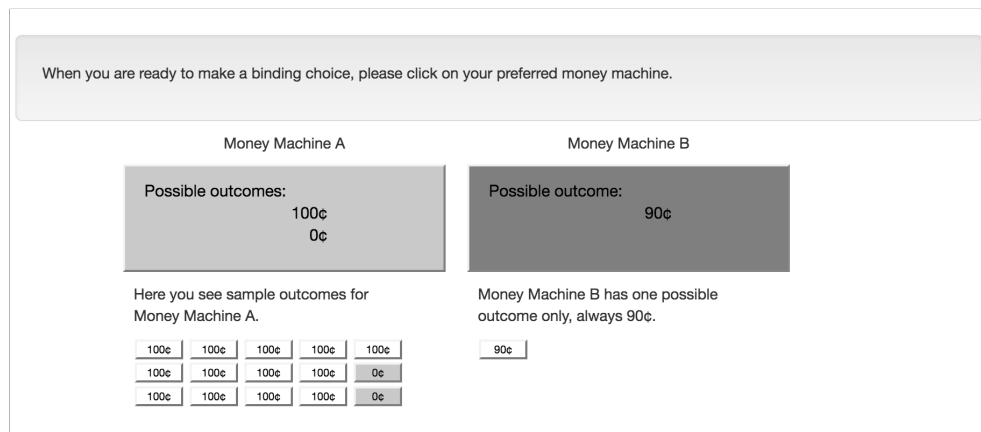 When you are ready to make a binding choice, please click on your preferred money machine.
Money Machine A
Possible outcomes:
100¢
0¢
Here you see sample outcomes for
Money Machine A.
100¢ 100¢ 100¢ 100¢ 100¢
100¢ 100¢ 100¢ 100¢ 0¢
100¢ 100¢ 100¢ 100¢ 0¢
Money Machine B
Possible outcome:
90¢
Money Machine B has one possible
outcome only, always 90¢.
90¢